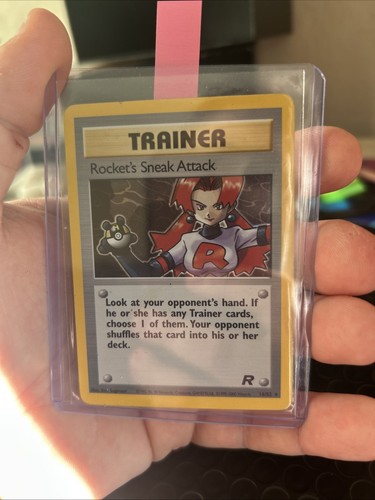 TRAINER
Rocket's Sneak Attack
R
Look at your opponent's hand. If
he or she has any Trainer cards,
choose 1 of them. Your opponent
shuffles that card into his or her
deck.
R